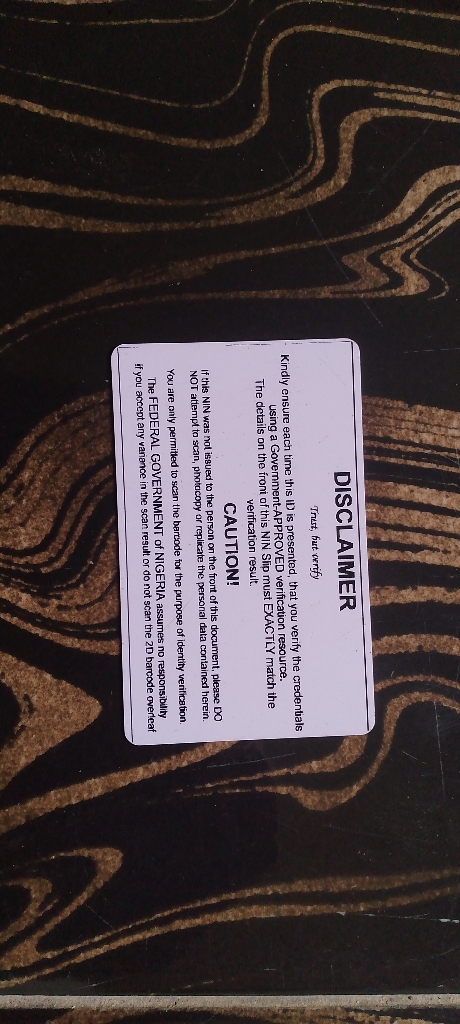 DISCLAIMER
Trust, but verify
Kindly ensure each time this ID is presented, that you verify the credentials
using a Government-APPROVED verification resource.
The details on the front of this NIN Slip must EXACTLY match the
verification result.
CAUTION!
If this NIN was not issued to the person on the front of this document, please DO
NOT attempt to scan, photocopy or replicate the personal data contained herein.
You are only permitted to scan the barcode for the purpose of identity verification.
The FEDERAL GOVERNMENT of NIGERIA assumes no responsibility
if you accept any variance in the scan result or do not scan the 2D barcode overleaf